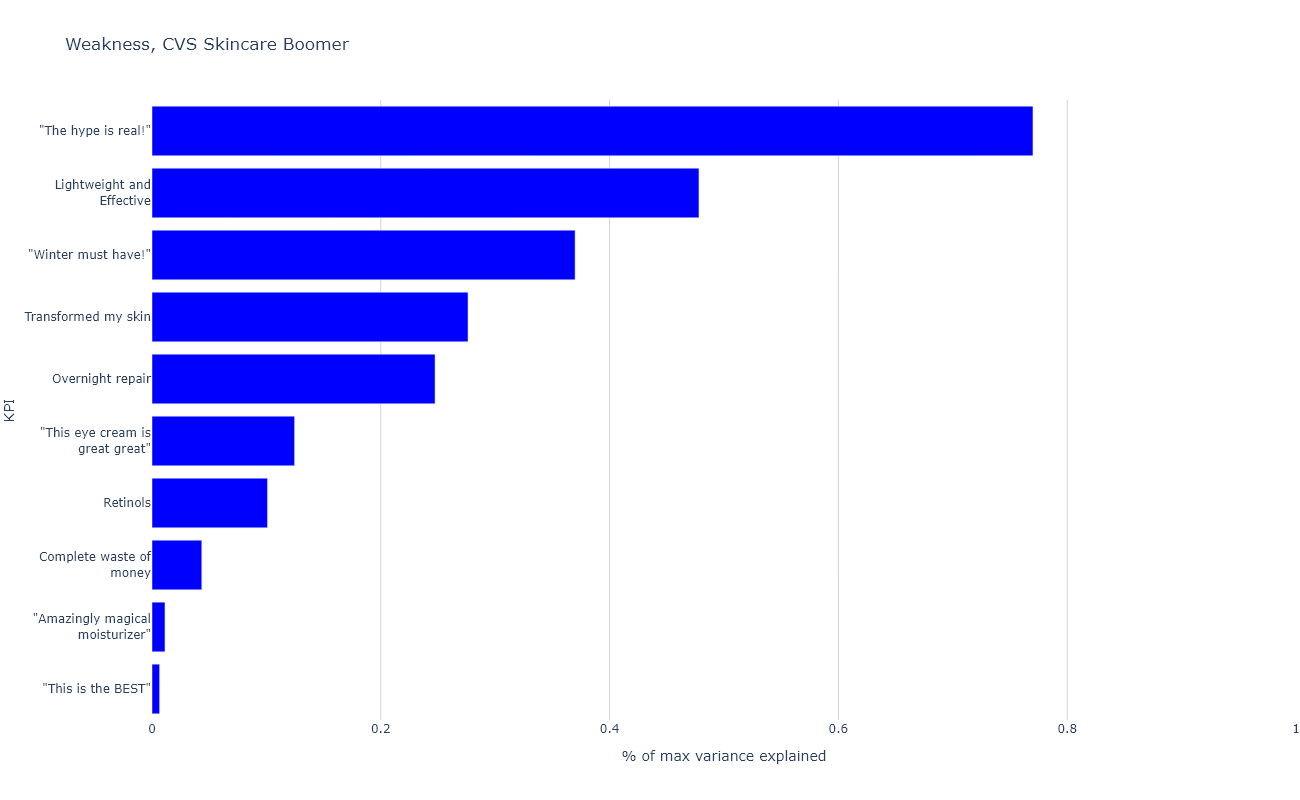 Weakness, CVS Skincare Boomer
"The hype is real!"
Lightweight and
Effective
"Winter must have!"
Transformed my skin
Overnight repair
"This eye cream is
great great"
Retinols
Complete waste of
money
"Amazingly magical
moisturizer"
"This is the BEST"
KPI
0 0.2 0.4 0.6 0.8 1
% of max variance explained